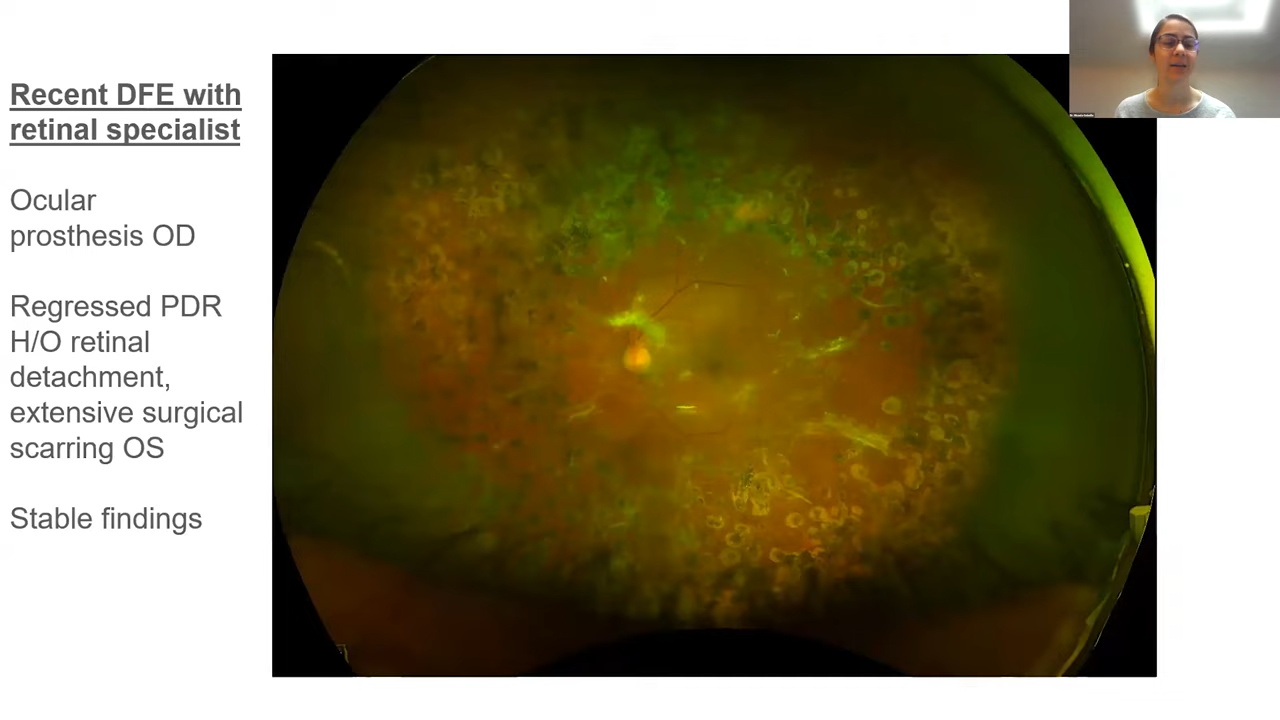 Recent DFE with
retinal specialist
Ocular
prosthesis OD
Regressed PDR
H/O retinal
detachment,
extensive surgical
scarring OS
Stable findings